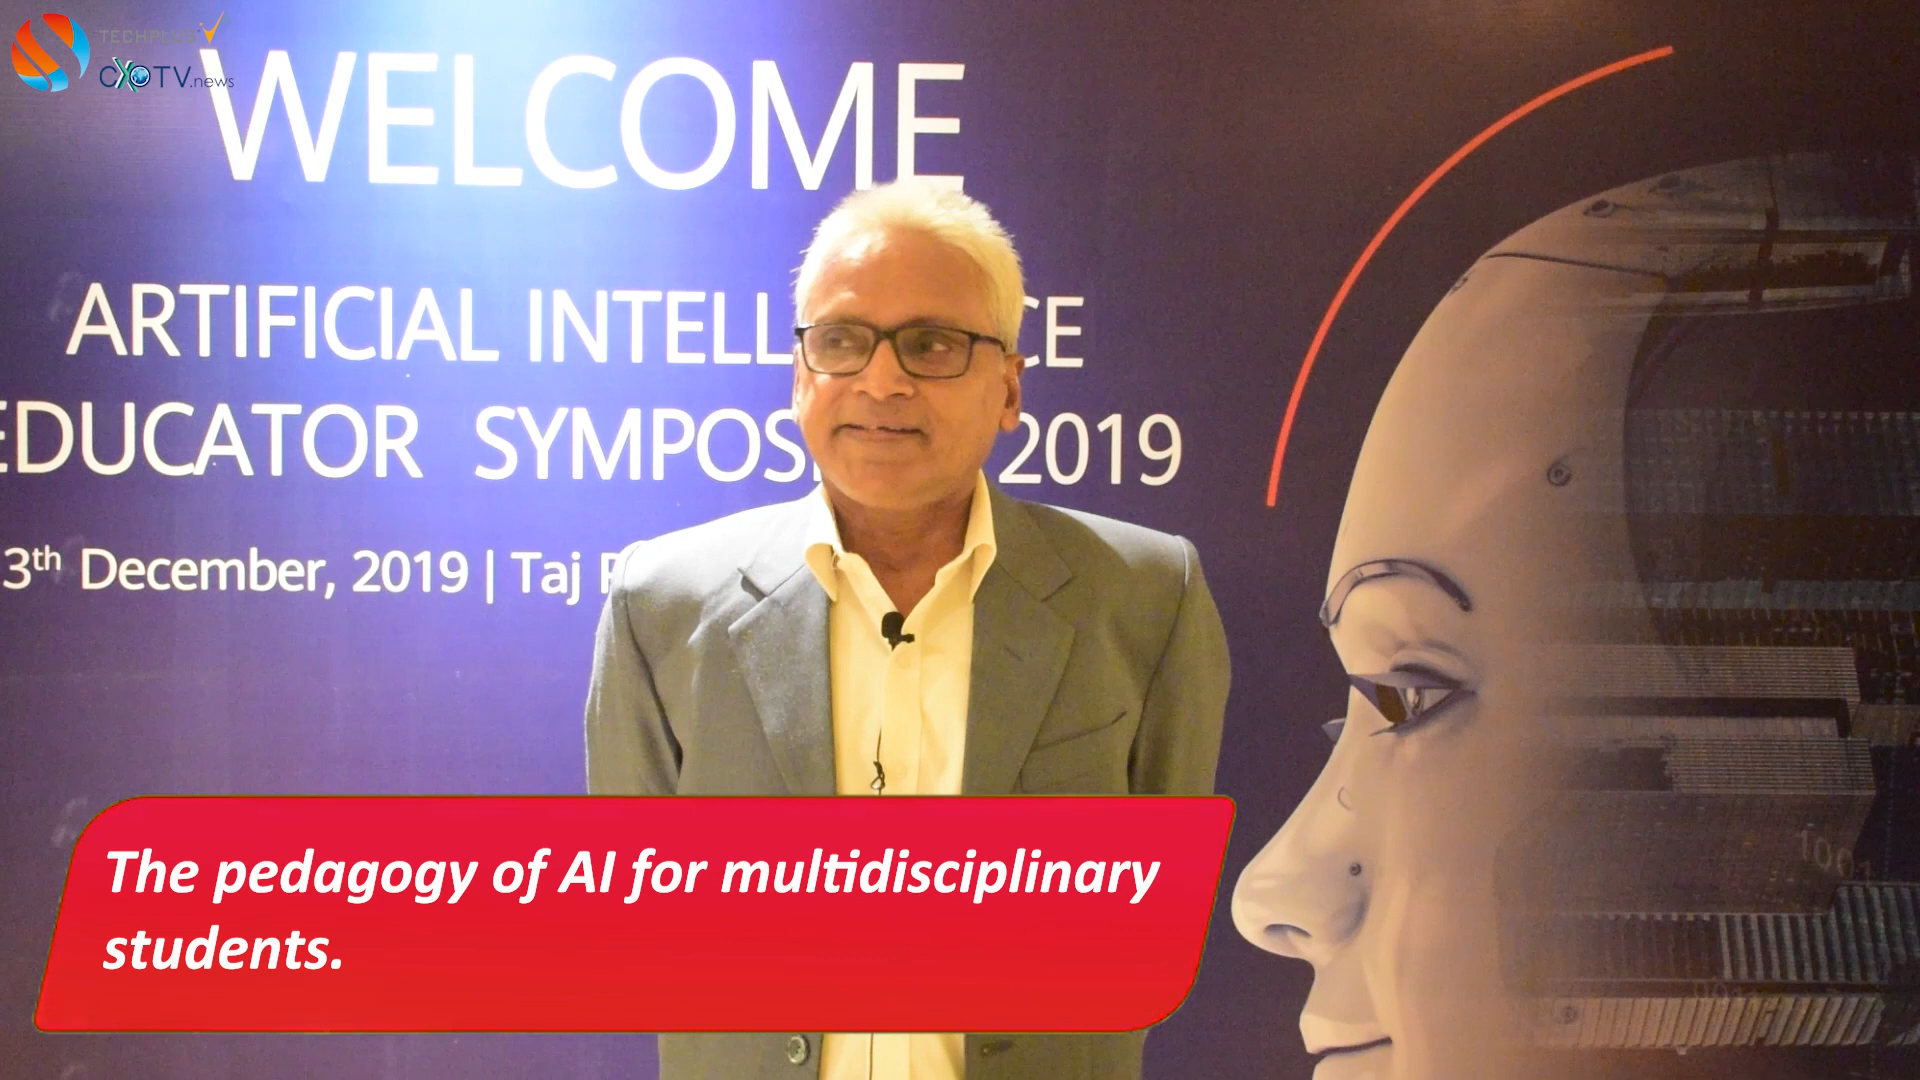 TECHPLUS
CXOTV.news
WELCOME
ARTIFICIAL INTELL CE
EDUCATOR SYMPOS 2019
3th December, 2019 | Taj
The pedagogy of AI for multidisciplinary
students.
1001